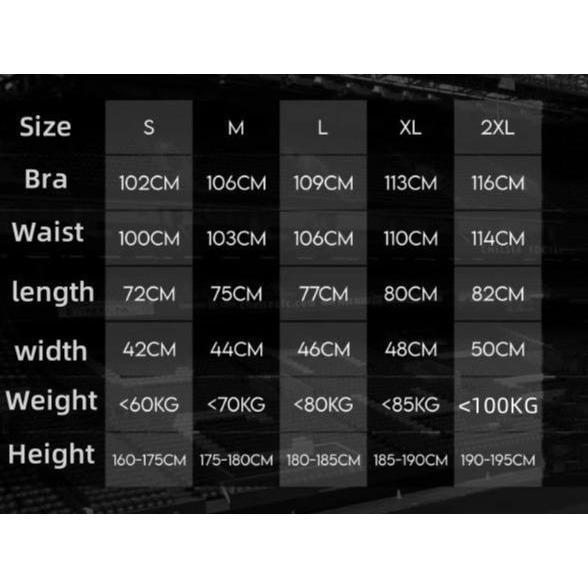 Size S M L XL 2XL
Bra 102CM 106CM 109CM 113CM 116CM
Waist 100CM 103CM 106CM 110CM 114CM
length 72CM 75CM 77CM 80CM 82CM
width 42CM 44CM 46CM 48CM 50CM
Weight <60KG <70KG <80KG <85KG <100KG
Height 160-175CM 175-180CM 180-185CM 185-190CM 190-195CM